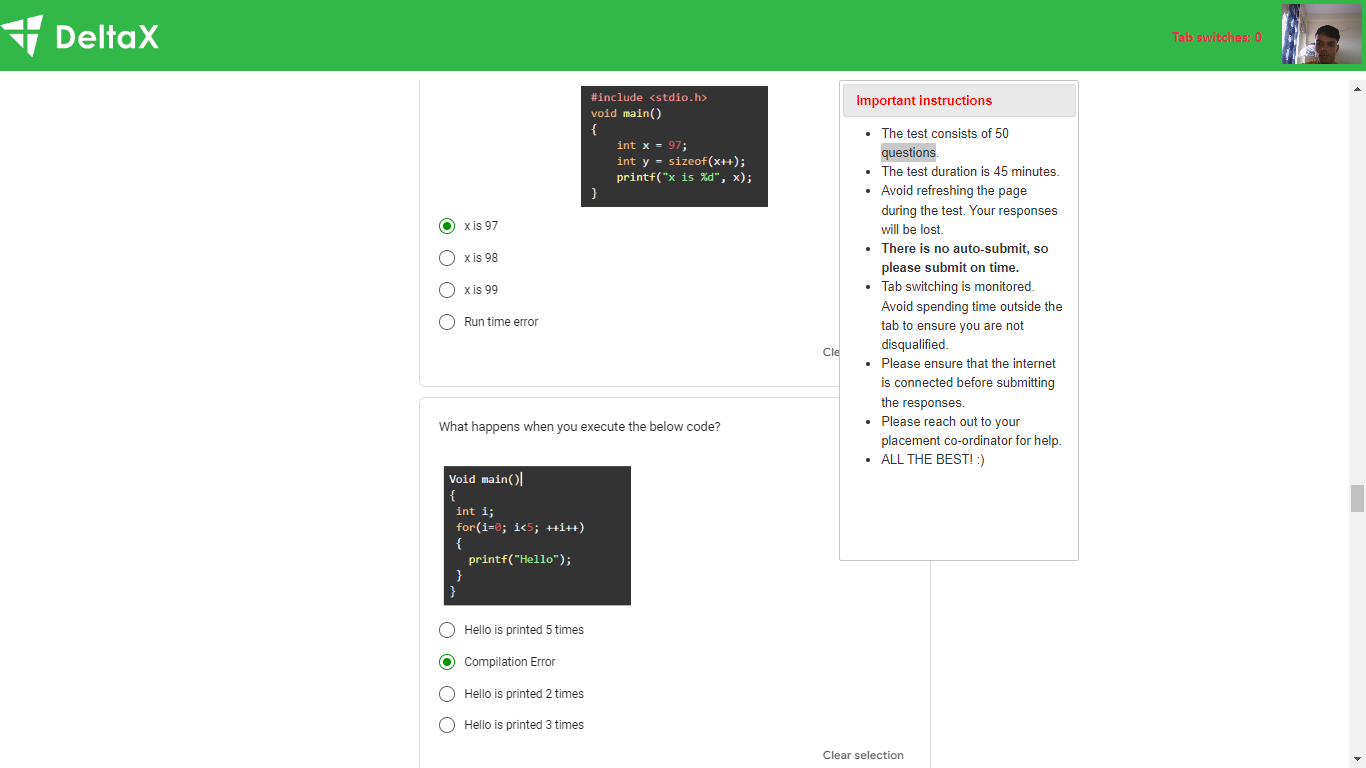 DeltaX
Tab switches: 0
#include <stdio.h>
void main()
{
int x = 97;
int y = sizeof(x++);
printf("x is %d", x);
}
x is 97
x is 98
x is 99
Run time error
Cle
What happens when you execute the below code?
Void main()
{
int i;
for(i=0; i<5; ++i++)
{
printf("Hello");
}
}
Hello is printed 5 times
Compilation Error
Hello is printed 2 times
Hello is printed 3 times
Clear selection
Important instructions
The test consists of 50
questions.
The test duration is 45 minutes.
Avoid refreshing the page
during the test. Your responses
will be lost.
There is no auto-submit, so
please submit on time.
Tab switching is monitored.
Avoid spending time outside the
tab to ensure you are not
disqualified.
Please ensure that the internet
is connected before submitting
the responses.
Please reach out to your
placement co-ordinator for help.
ALL THE BEST! :)